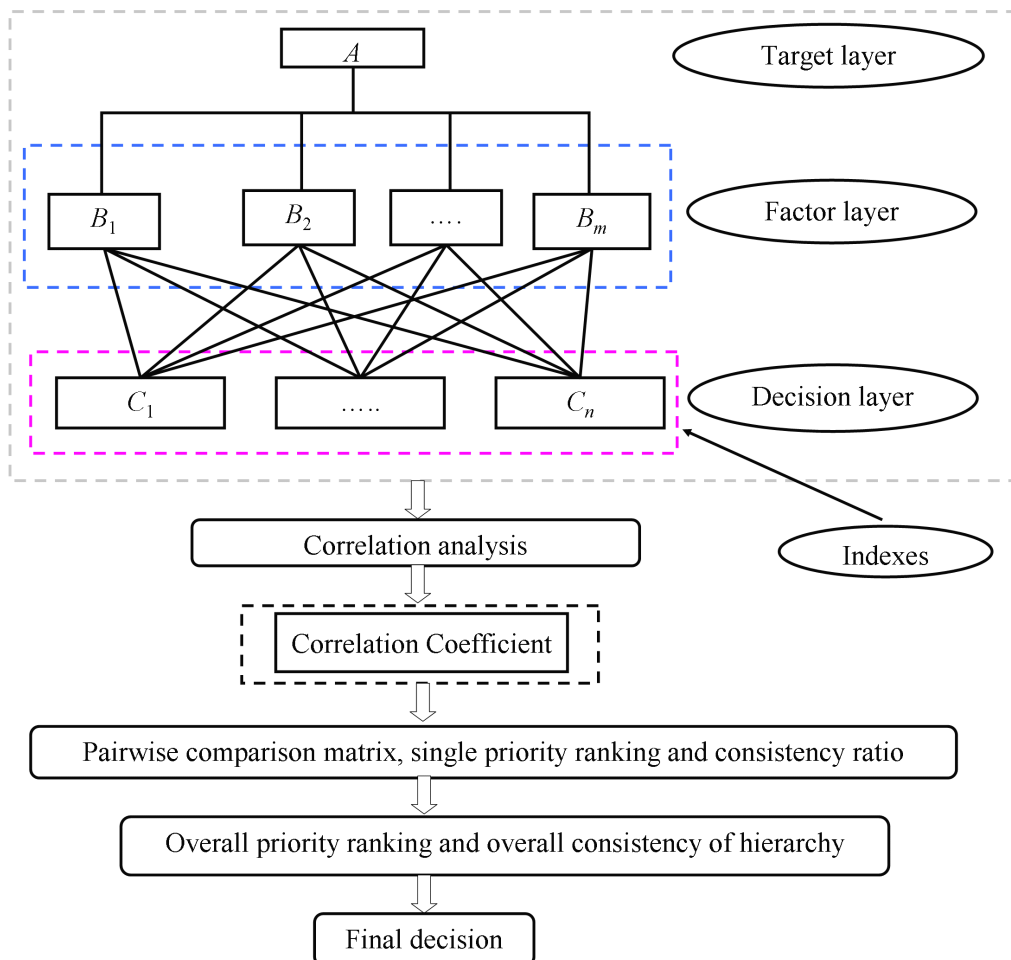 A
Target layer
B1
B2
....
Bm
Factor layer
C1
.....
Cn
Decision layer
Correlation analysis
Indexes
Correlation Coefficient
Pairwise comparison matrix, single priority ranking and consistency ratio
Overall priority ranking and overall consistency of hierarchy
Final decision